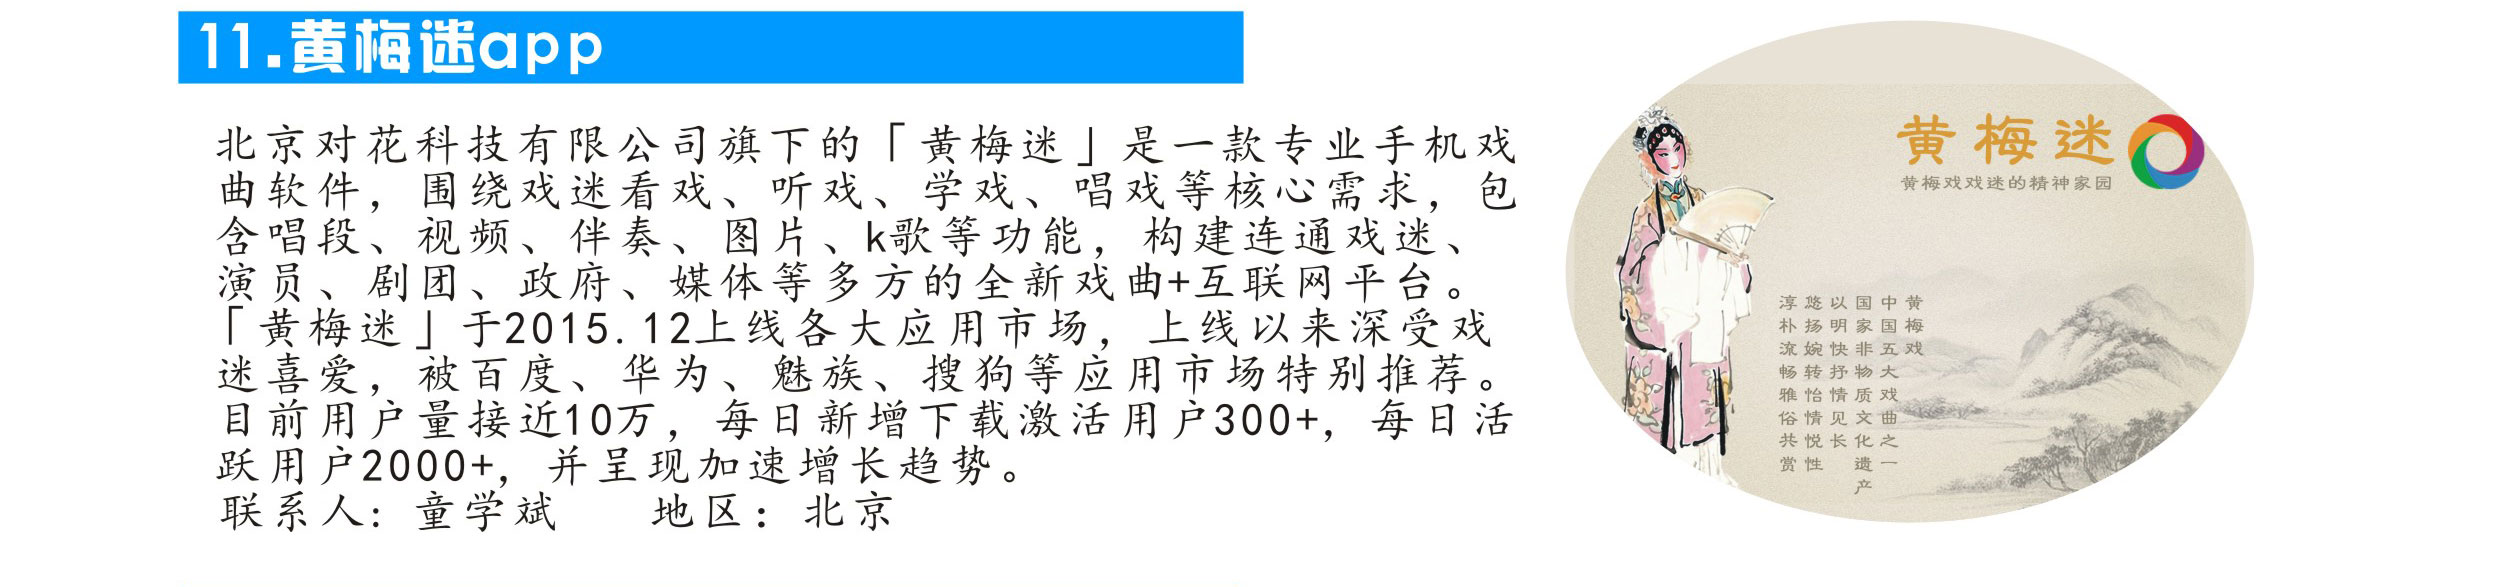 11.黄梅迷app
北京对花科技有限公司旗下的「黄梅迷」是一款专业手机戏
曲软件，围绕戏迷看戏、听戏、学戏、唱戏等核心需求，包
含唱段、视频、伴奏、图片、k歌等功能，构建连通戏迷、
演员、剧团、政府、媒体等多方的全新戏曲+互联网平台。
「黄梅迷」于2015.12上线各大应用市场，上线以来深受戏
迷喜爱，被百度、华为、魅族、搜狗等应用市场特别推荐。
目前用户量接近10万，每日新增下载激活用户300+，每日活
跃用户2000+，并呈现加速增长趋势。
联系人：童学斌 地区：北京
黄梅迷
黄梅戏戏迷的精神家园
黄梅戏
中国五大戏曲之一
国家非物质文化遗产
以明快抒情见长
悠扬婉转怡情悦性
淳朴流畅雅俗共赏